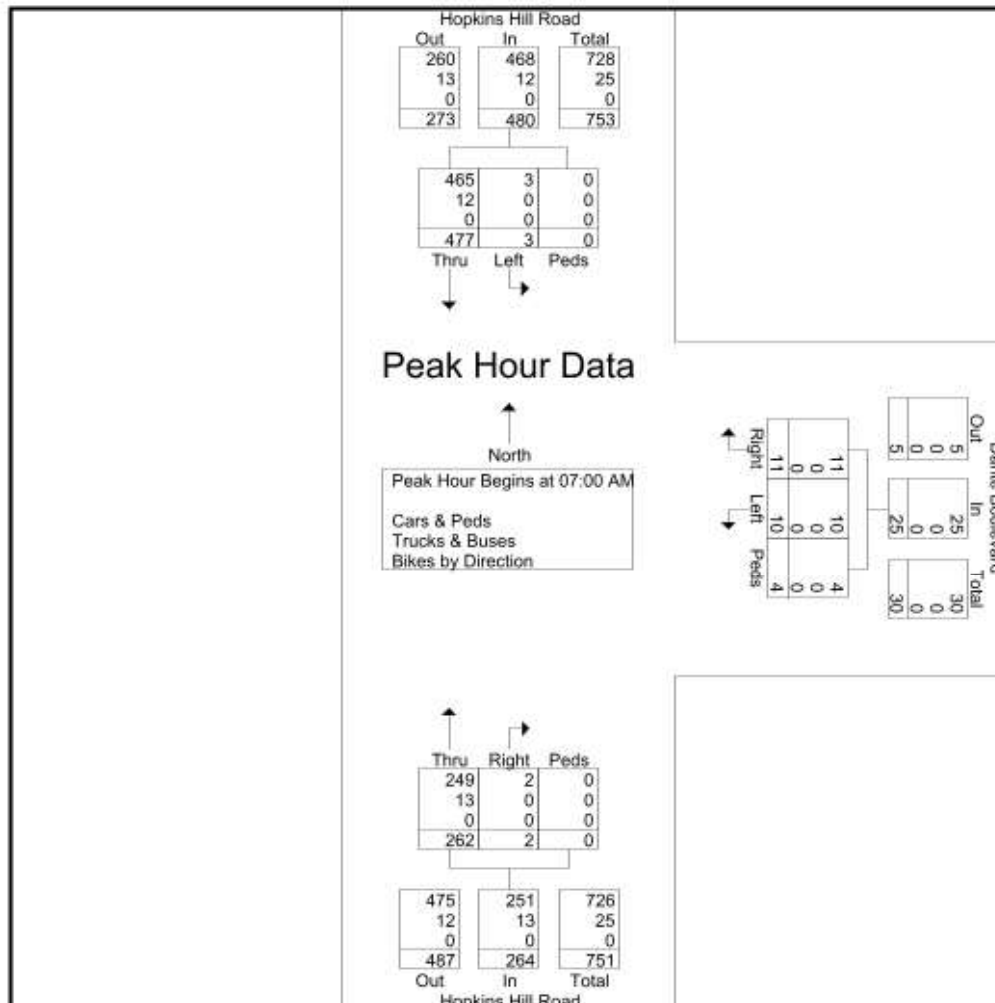 Hopkins Hill Road
Out In Total
260 468 728
13 12 25
0 0 0
273 480 753
465 3 0
12 0 0
0 0 0
477 3 0
Thru Left Peds
Peak Hour Data
North
Peak Hour Begins at 07:00 AM
Cars & Peds
Trucks & Buses
Bikes by Direction
Out In Total
5 25 30
0 0 0
0 0 0
5 25 30
11 10 4
0 0 0
0 0 0
11 10 4
Right Left Peds
Thru Right Peds
249 2 0
13 0 0
0 0 0
262 2 0
475 251 726
12 13 25
0 0 0
487 264 751
Out In Total
Hopkins Hill Road